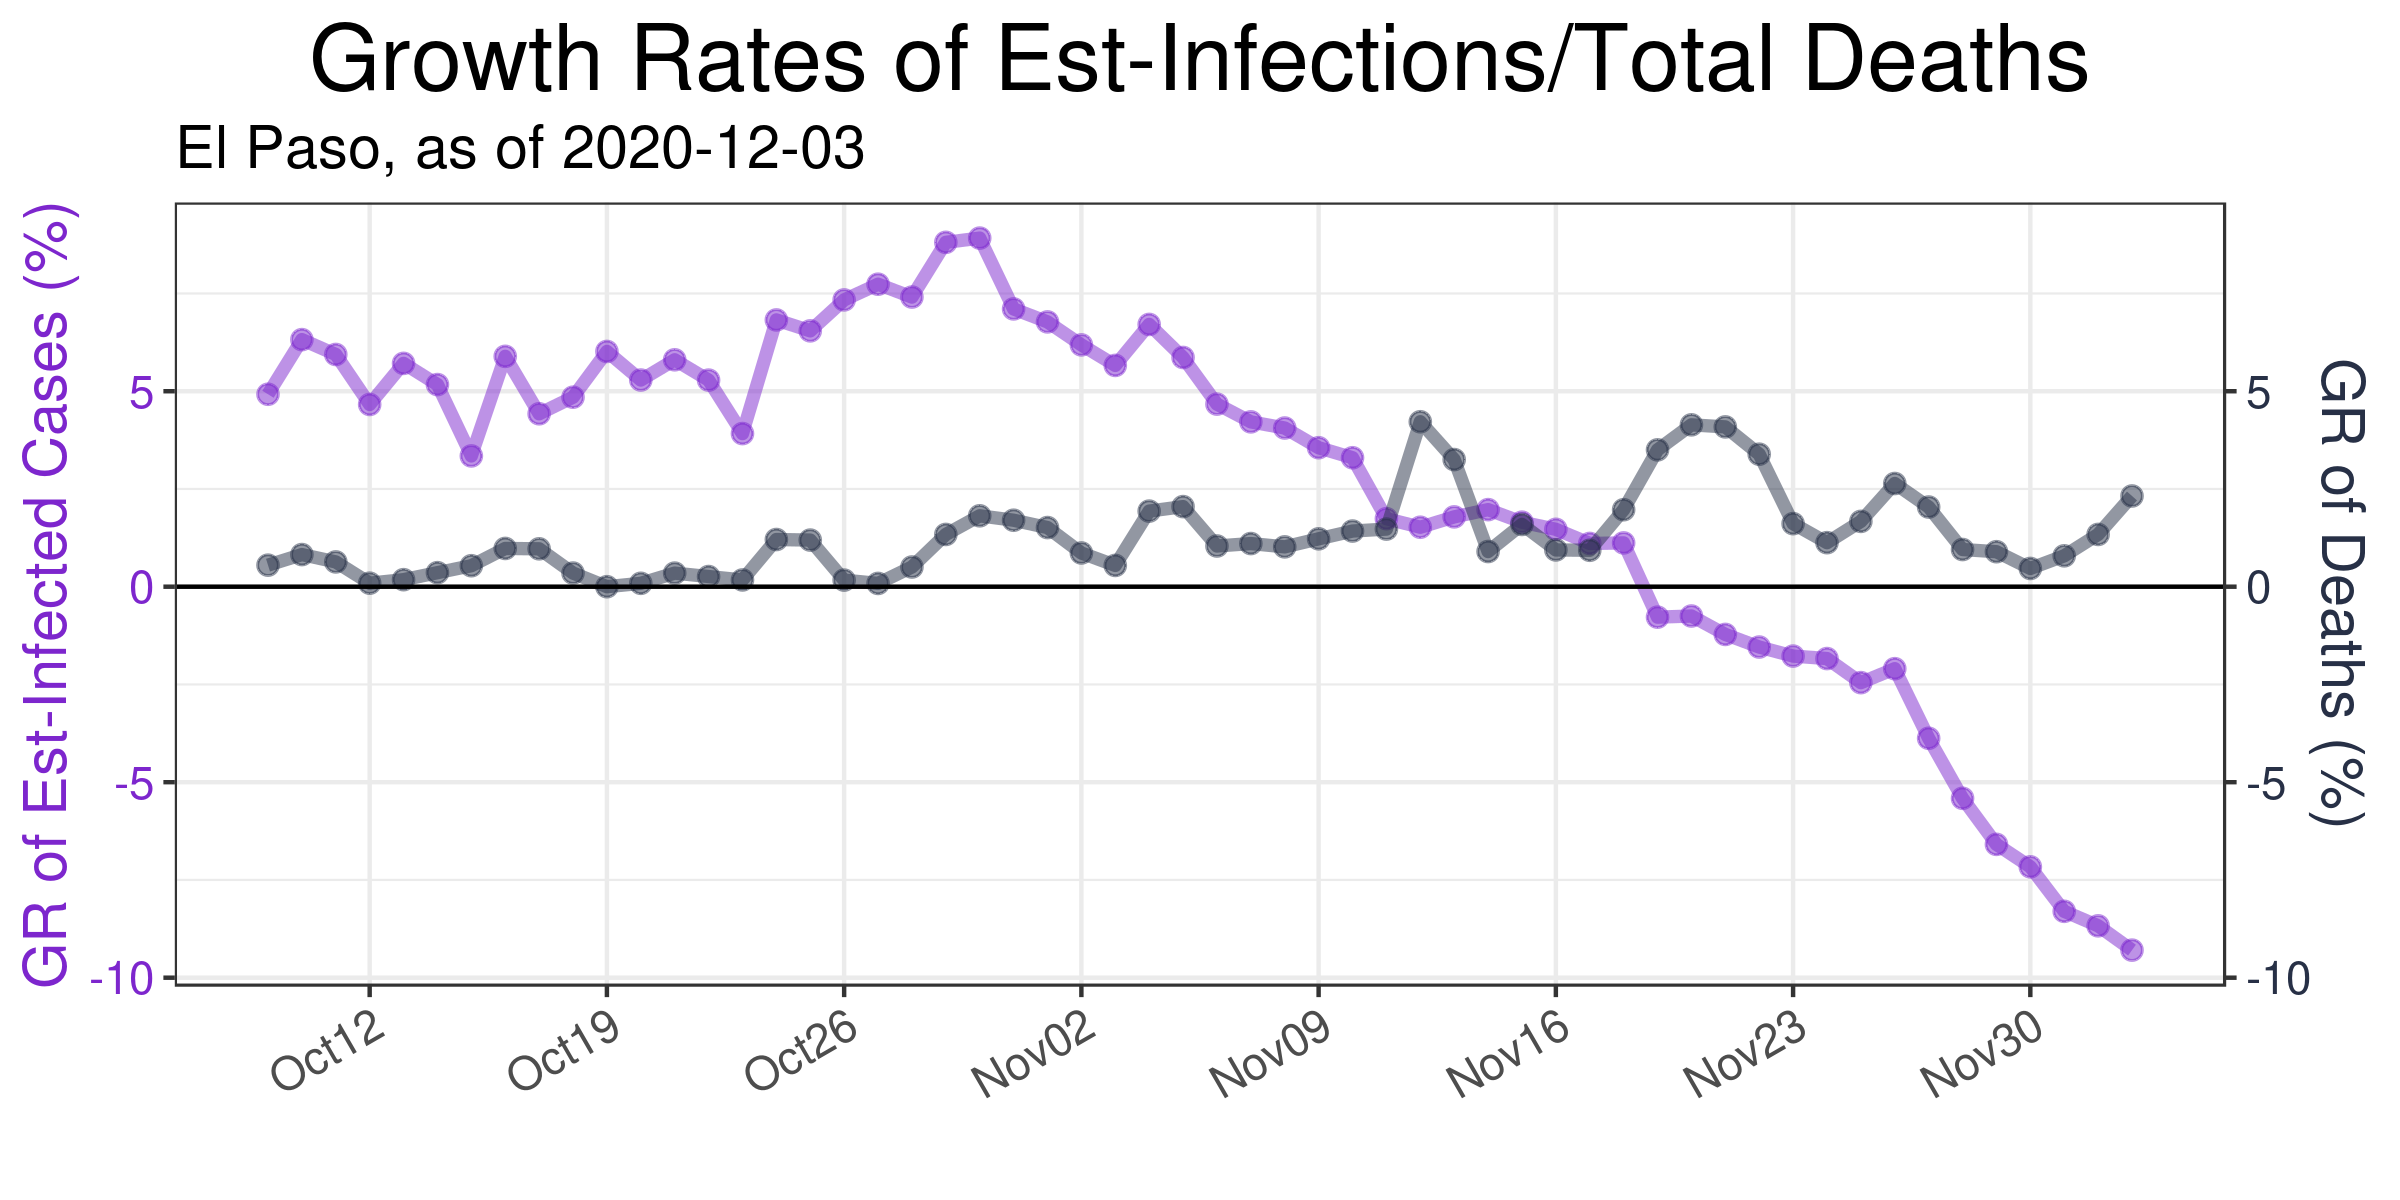 Growth Rates of Est-Infections/Total Deaths
El Paso, as of 2020-12-03
GR of Est-Infected Cases (%)
5
0
-5
-10
5
0
-5
-10
GR of Deaths (%)
Oct12
Oct19
Oct26
Nov02
Nov09
Nov16
Nov23
Nov30